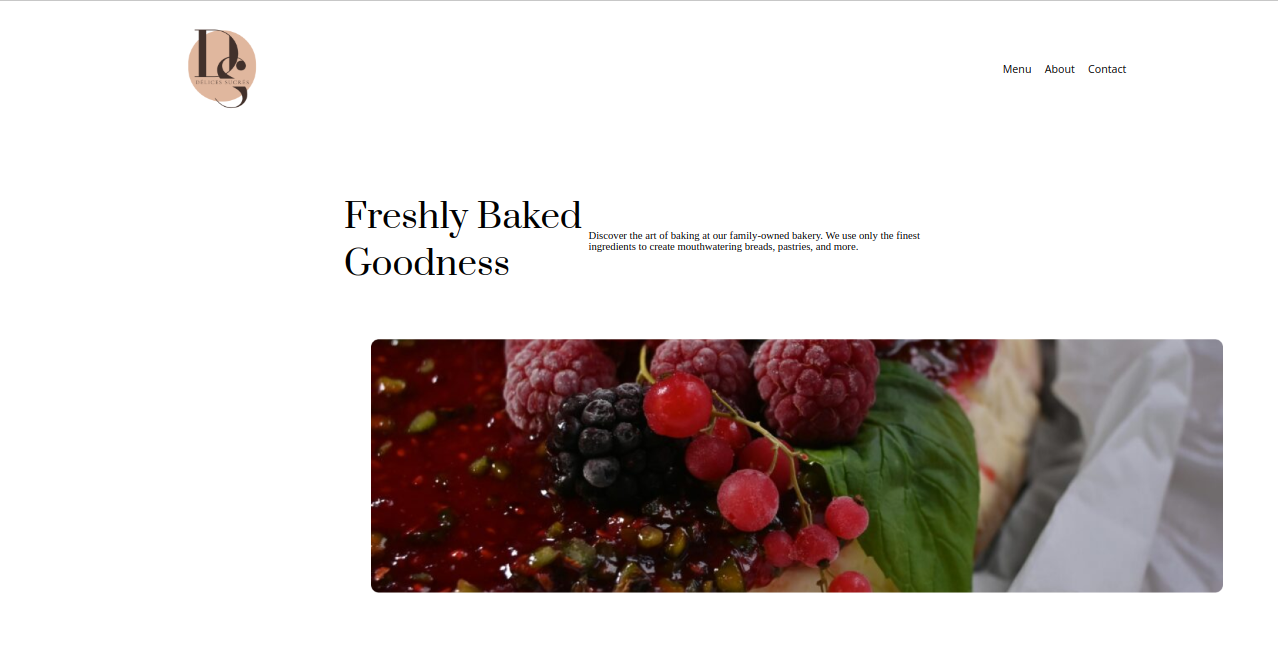 DÉLICES SUCRÉS
Menu About Contact
Freshly Baked
Goodness
Discover the art of baking at our family-owned bakery. We use only the finest
ingredients to create mouthwatering breads, pastries, and more.